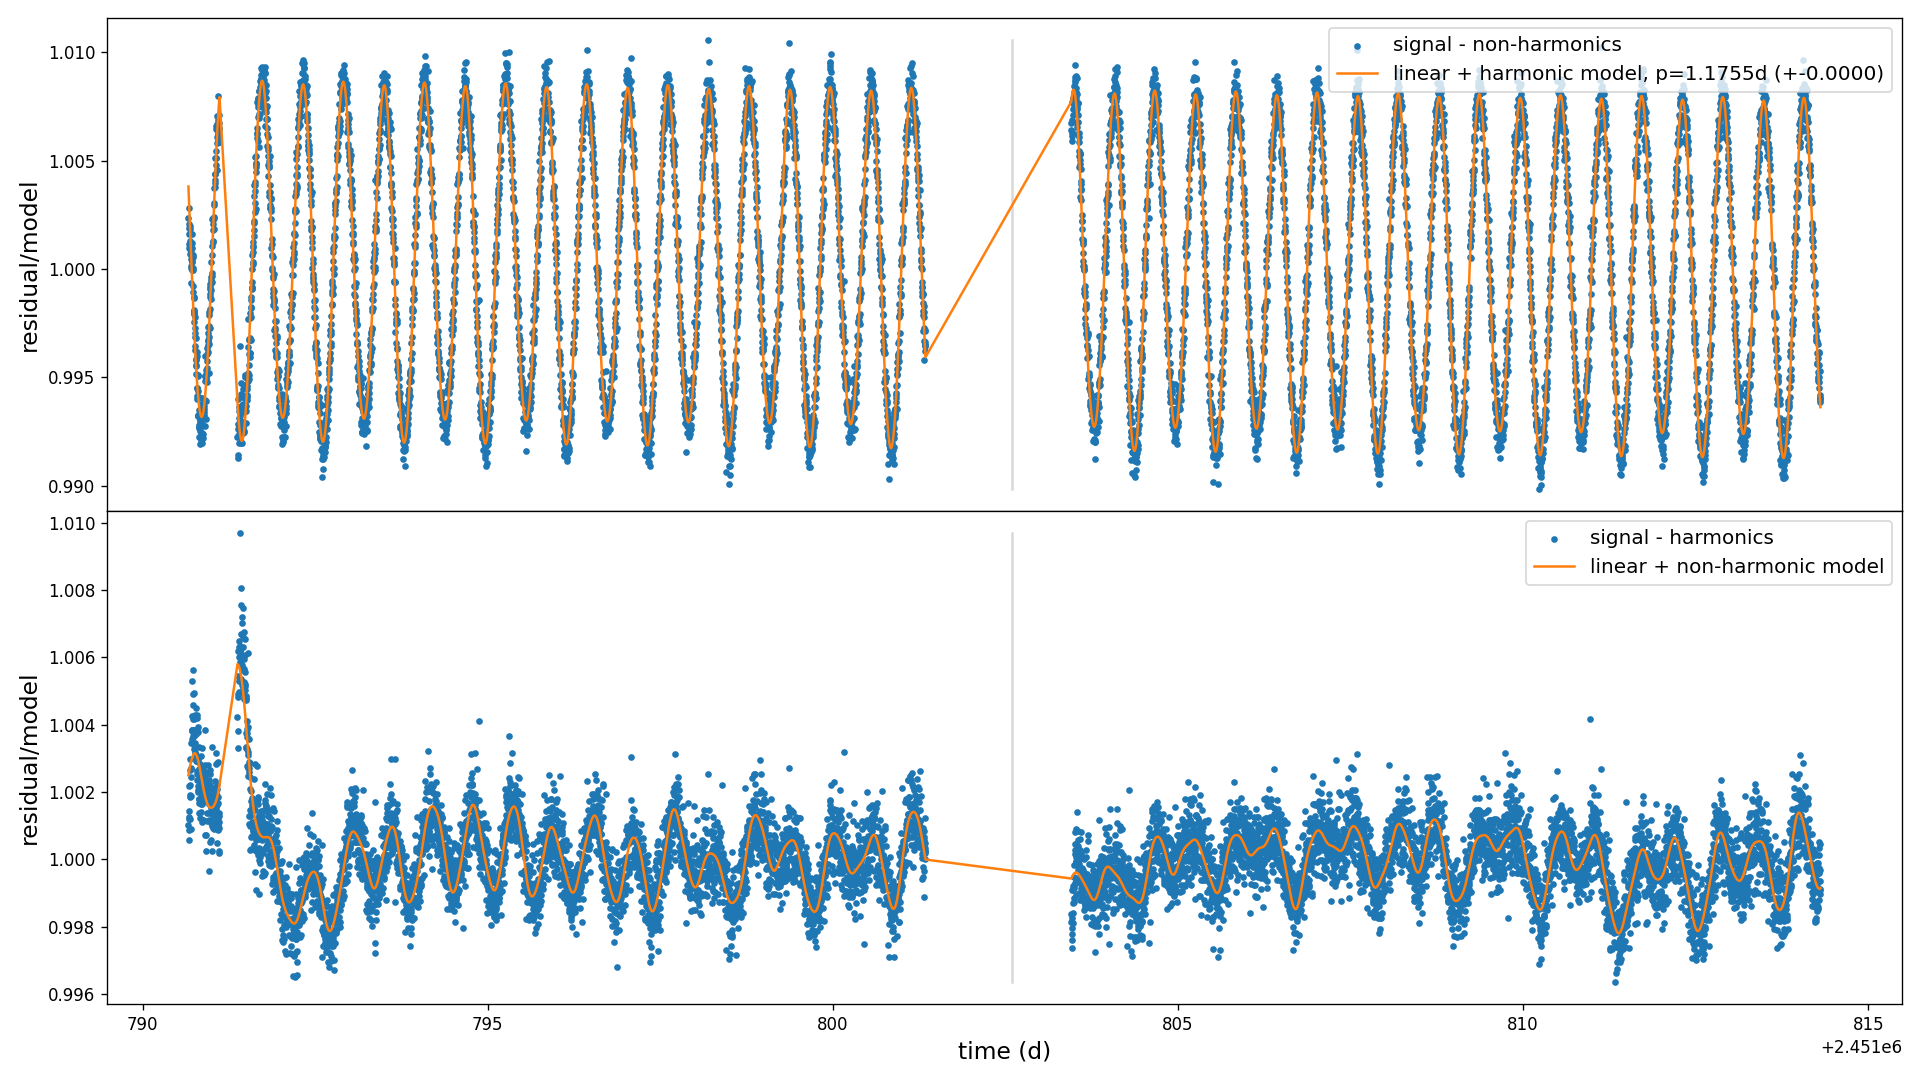 signal - non-harmonics
linear + harmonic model, p=1.1755d (+-0.0000)
1.010
1.005
1.000
0.995
0.990
residual/model
signal - harmonics
linear + non-harmonic model
1.010
1.008
1.006
1.004
1.002
1.000
0.998
0.996
residual/model
790
795
800
805
810
815
+2.451e6
time (d)